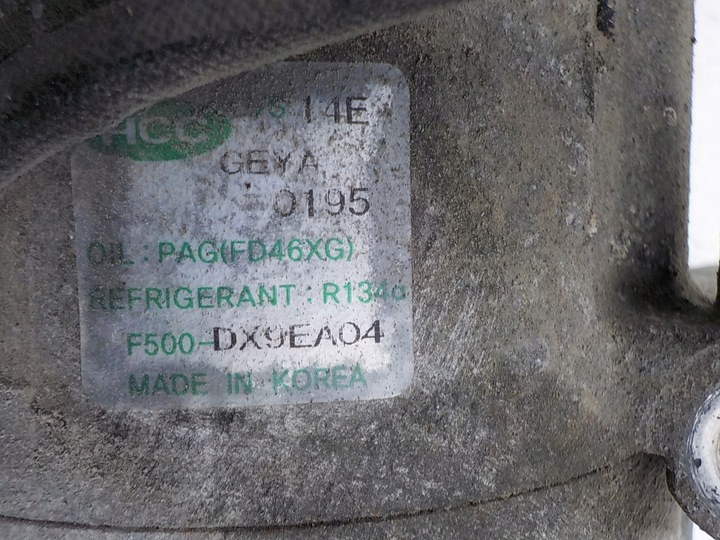 HCC 14E
GEYA
0195
OIL : PAG(FD46XG)
REFRIGERANT : R134a
F500-DX9EA04
MADE IN KOREA